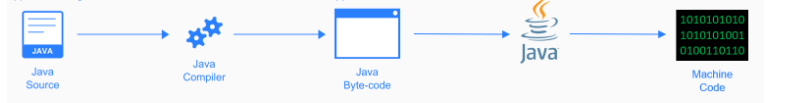 JAVA
Java
Source
Java
Compiler
Java
Byte-code
Java
1010101010
1010101001
0100110110
Machine
Code